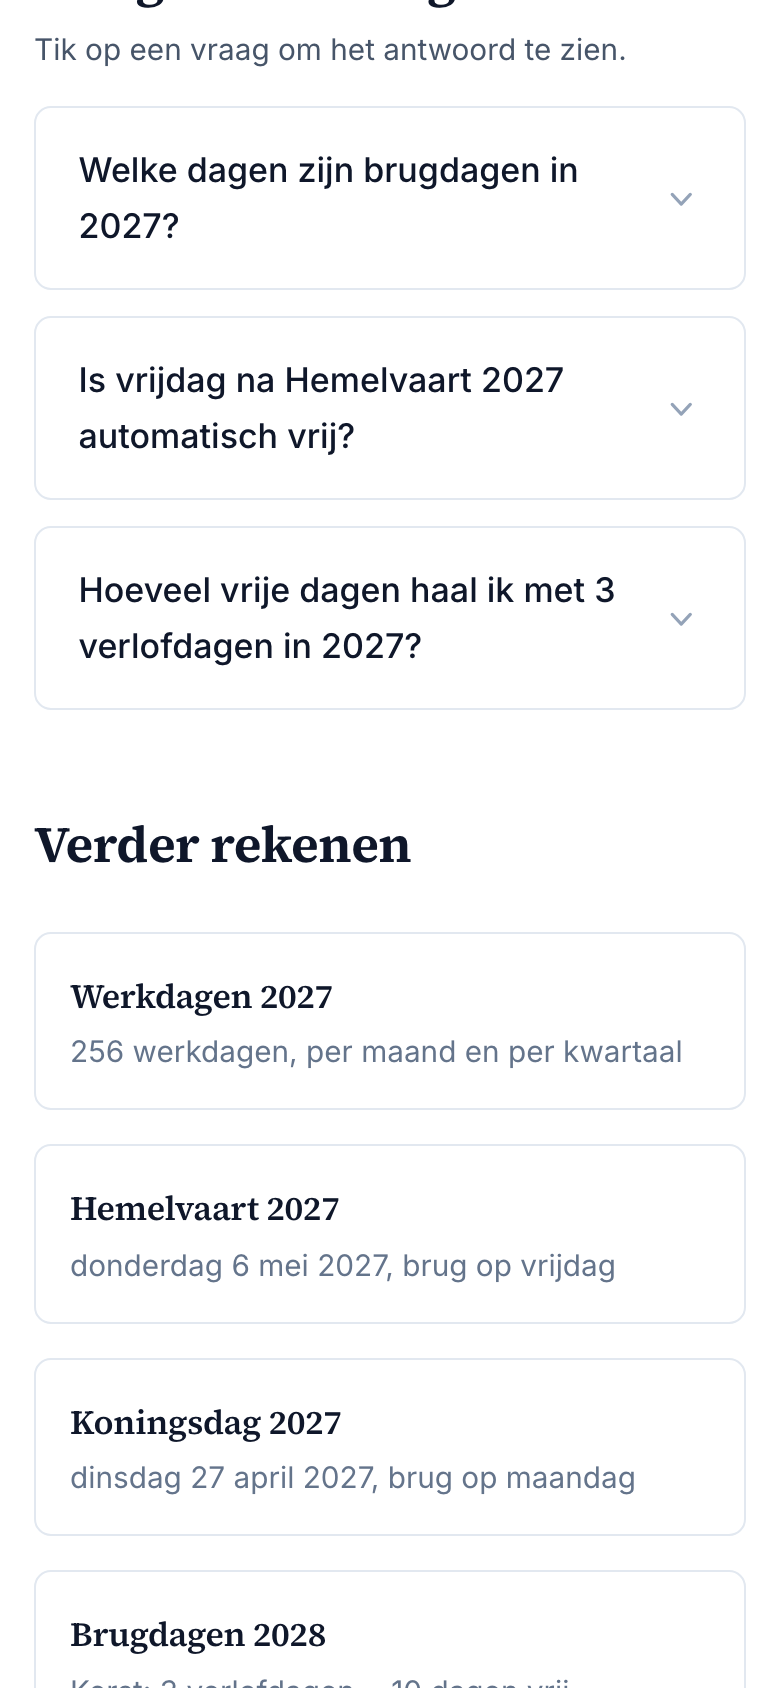 Tik op een vraag om het antwoord te zien.
Welke dagen zijn brugdagen in
2027?
Is vrijdag na Hemelvaart 2027
automatisch vrij?
Hoeveel vrije dagen haal ik met 3
verlofdagen in 2027?
Verder rekenen
Werkdagen 2027
256 werkdagen, per maand en per kwartaal
Hemelvaart 2027
donderdag 6 mei 2027, brug op vrijdag
Koningsdag 2027
dinsdag 27 april 2027, brug op maandag
Brugdagen 2028